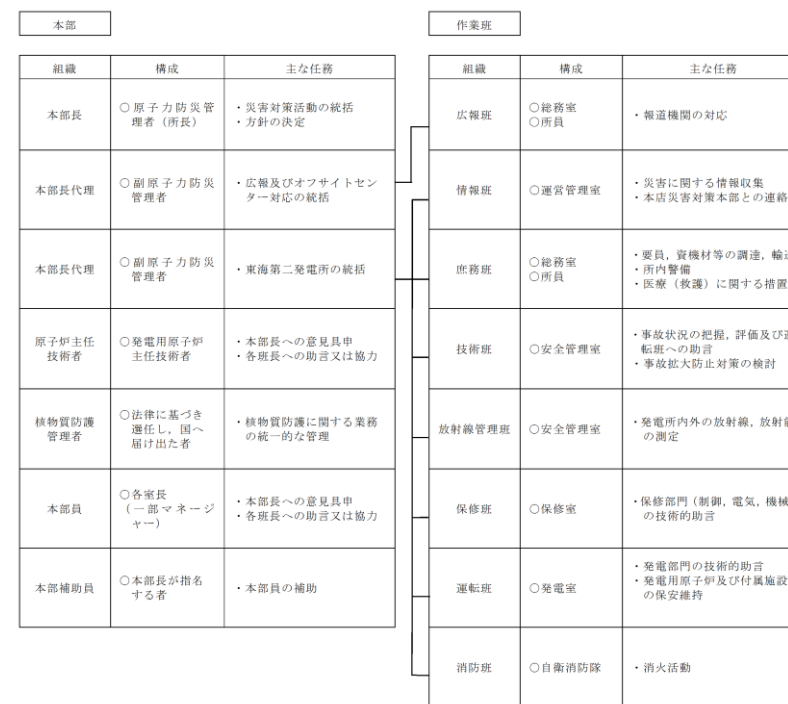 本部
組織 構成 主な任務
本部長
○原子力防災管
理者（所長）
・災害対策活動の統括
・方針の決定
本部長代理
○副原子力防災
管理者
・広報及びオフサイトセン
ター対応の統括
本部長代理
○副原子力防災
管理者
・東海第二発電所の統括
原子炉主任
技術者
○発電用原子炉
主任技術者
・本部長への意見具申
・各班長への助言又は協力
核物質防護
管理者
○法律に基づき
選任し，国へ
届け出た者
・核物質防護に関する業務
の統一的な管理
本部員
○各室長
（一部マネージ
ャー）
・本部長への意見具申
・各班長への助言又は協力
本部補助員
○本部長が指名
する者
・本部員の補助
作業班
組織 構成 主な任務
広報班
○総務室
○所員
・報道機関の対応
情報班
○運営管理室
・災害に関する情報収集
・本店災害対策本部との連絡
庶務班
○総務室
○所員
・要員，資機材等の調達，輸
・所内警備
・医療（救護）に関する措置
技術班
○安全管理室
・事故状況の把握，評価及び
転班への助言
・事故拡大防止対策の検討
放射線管理班
○安全管理室
・発電所内外の放射線，放射
の測定
保修班
○保修室
・保修部門（制御，電気，機械
の技術的助言
運転班
○発電室
・発電部門の技術的助言
・発電用原子炉及び付属施設
の保安維持
消防班
○自衛消防隊
・消火活動